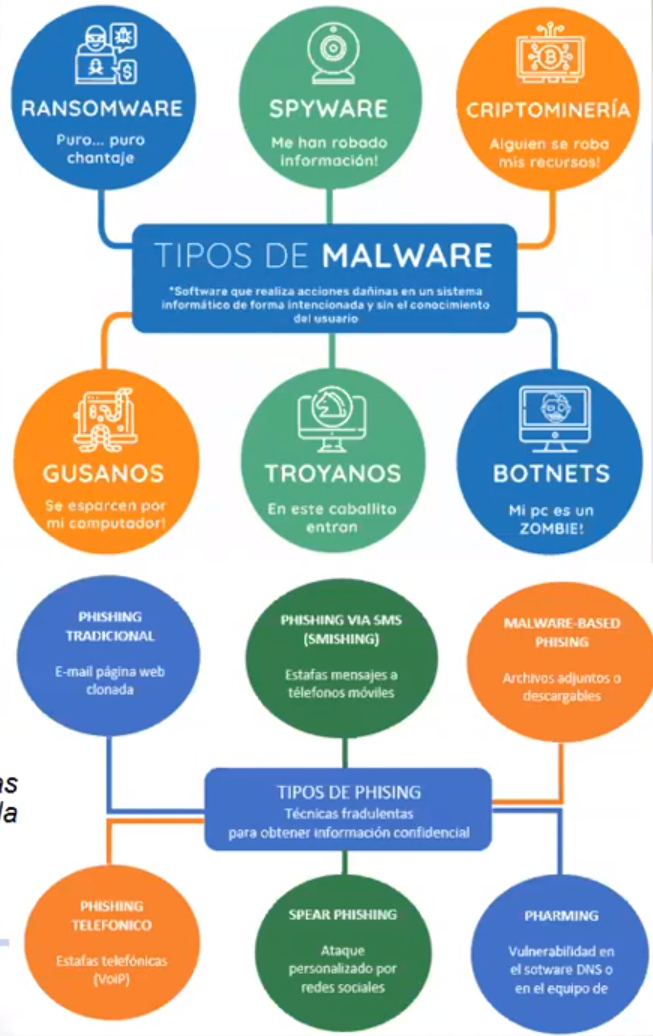 RANSOMWARE
Puro... puro
chantaje
SPYWARE
Me han robado
información!
CRIPTOMINERÍA
Alguien se roba
mis recursos!
TIPOS DE MALWARE
*Software que realiza acciones dañinas en un sistema
informático de forma intencionada y sin el conocimiento
del usuario
GUSANOS
Se esparcen por
mi computador!
TROYANOS
En este caballito
entran
BOTNETS
Mi pc es un
ZOMBIE!
PHISHING
TRADICIONAL
E-mail página web
clonada
PHISHING VIA SMS
(SMISHING)
Estafas mensajes a
télefonos móviles
MALWARE-BASED
PHISING
Archivos adjuntos o
descargables
as
la
TIPOS DE PHISING
Técnicas fradulentas
para obtener información confidencial
PHISHING
TELEFONICO
Estafas telefónicas
(VoiP)
SPEAR PHISHING
Ataque
personalizado por
redes sociales
PHARMING
Vulnerabilidad en
el sotware DNS o
en el equipo de